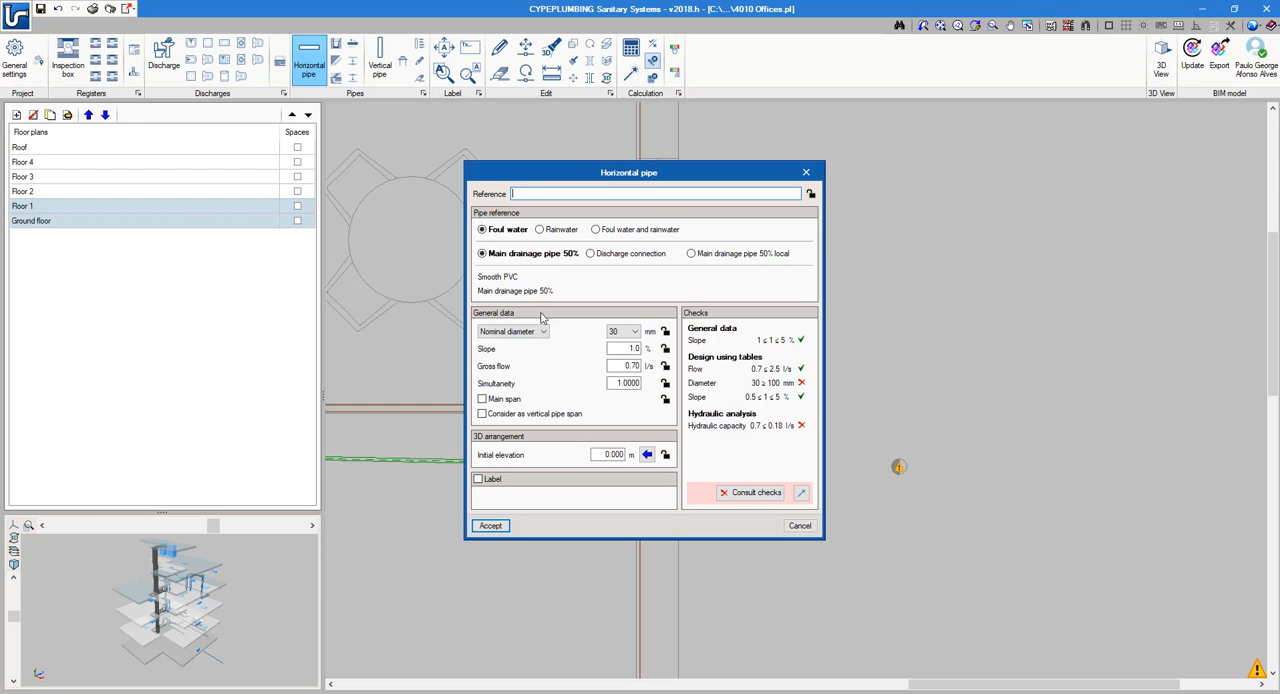 CYPEPLUMBING Sanitary Systems - v2018.h - [C:\...\4010 Offices.pl]
General settings
Inspection box
Discharge
Horizontal pipe
Vertical pipe
3D View
Update
Export
Paulo George Afonso Alves
Project
Registers
Discharges
Pipes
Label
Edit
Calculation
3D View
BIM model
Floor plans
Spaces
Roof
Floor 4
Floor 3
Floor 2
Floor 1
Ground floor
Horizontal pipe
Reference
Pipe reference
Foul water
Rainwater
Foul water and rainwater
Main drainage pipe 50%
Discharge connection
Main drainage pipe 50% local
Smooth PVC
Main drainage pipe 50%
General data
Nominal diameter
30 mm
Slope 1.0 %
Gross flow 0.70 l/s
Simultaneity 1.0000
Main span
Consider as vertical pipe span
3D arrangement
Initial elevation 0.000 m
Label
Checks
General data
Slope 1 ≤ 1 ≤ 5 %
Design using tables
Flow 0.7 ≤ 2.5 l/s
Diameter 30 ≥ 100 mm
Slope 0.5 ≤ 1 ≤ 5 %
Hydraulic analysis
Hydraulic capacity 0.7 ≤ 0.18 l/s
Consult checks
Accept
Cancel